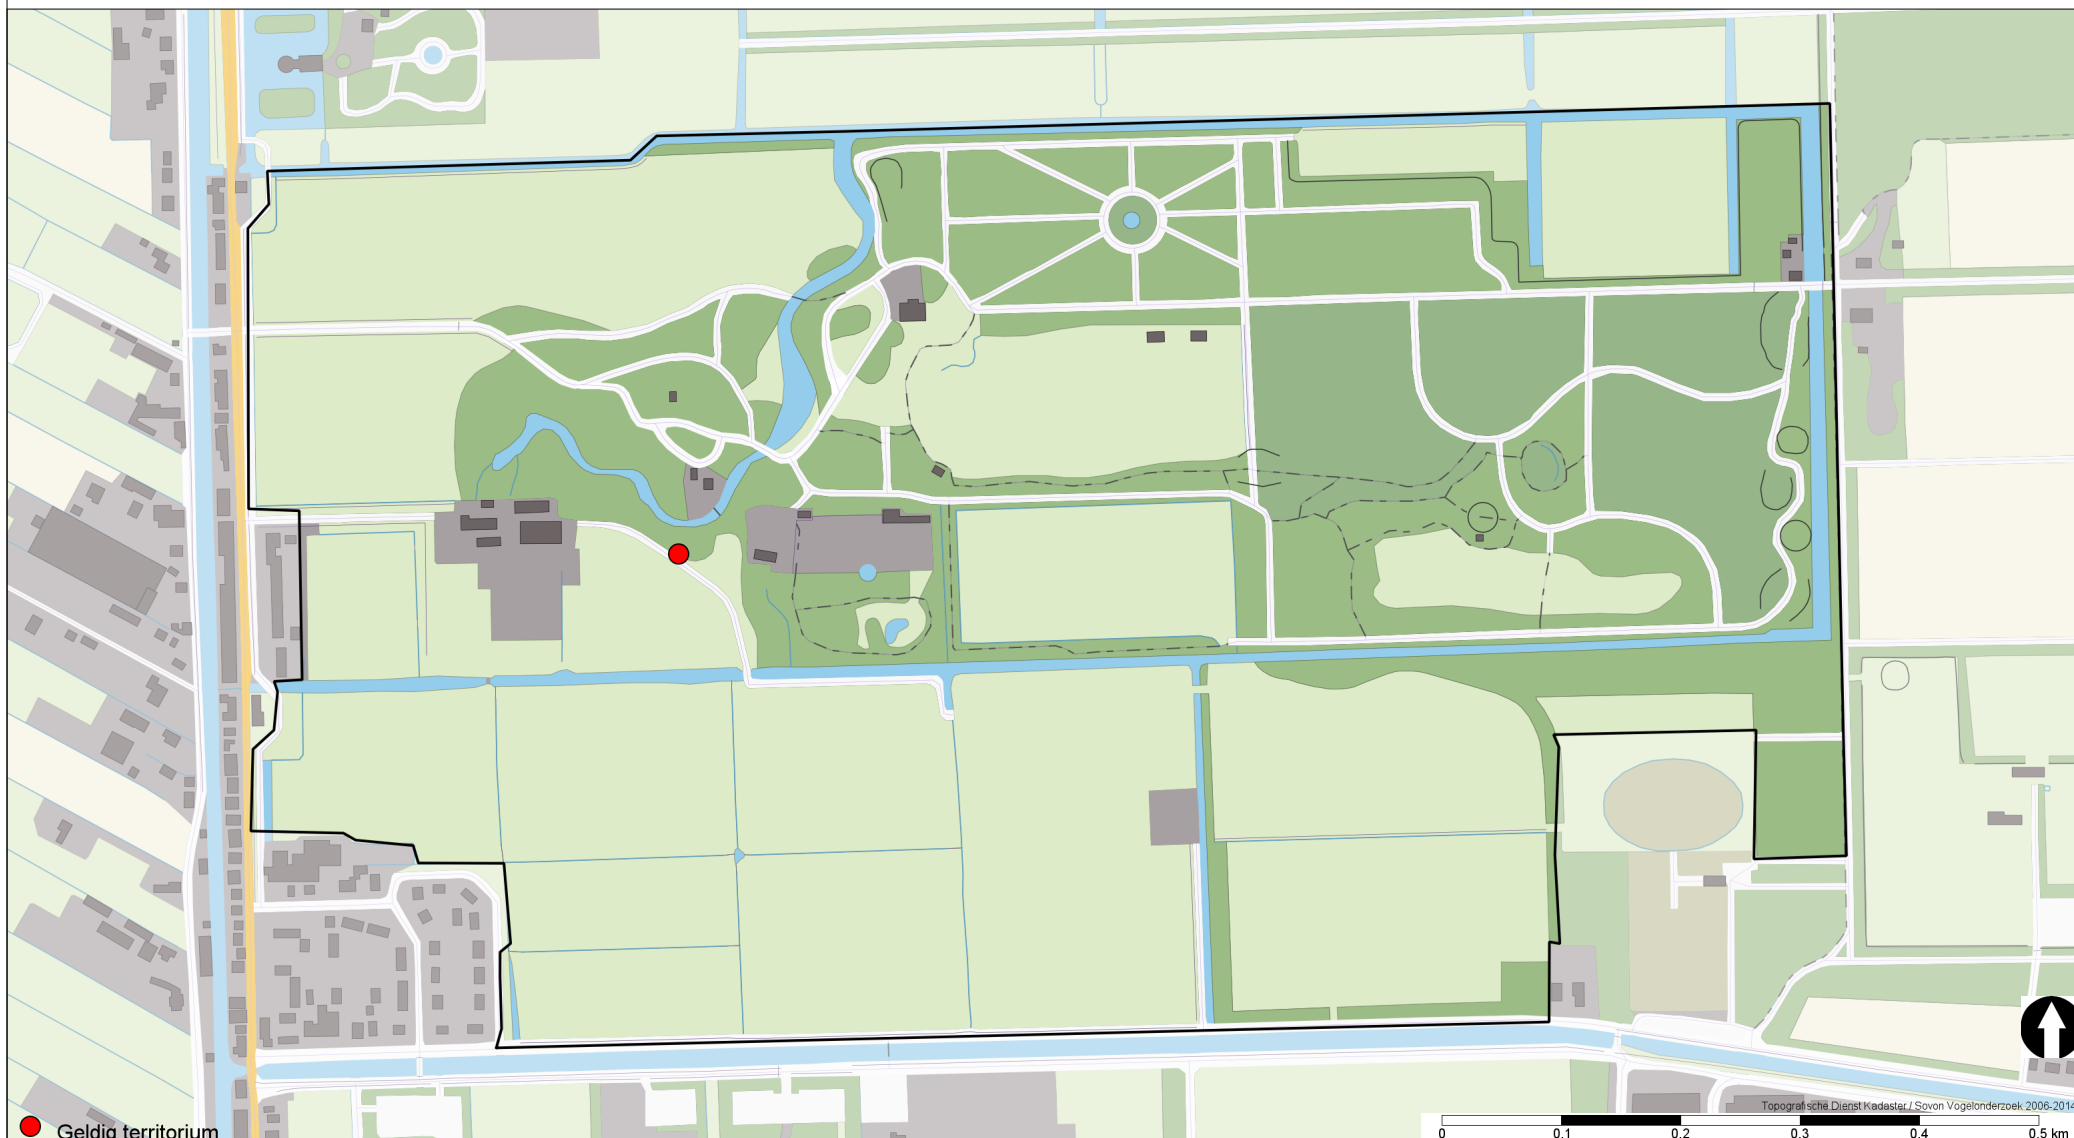 Topografische Dienst Kadaster / Sovon Vogelonderzoek 2006-2014
Geldig territorium
0 0.1 0.2 0.3 0.4 0.5 km